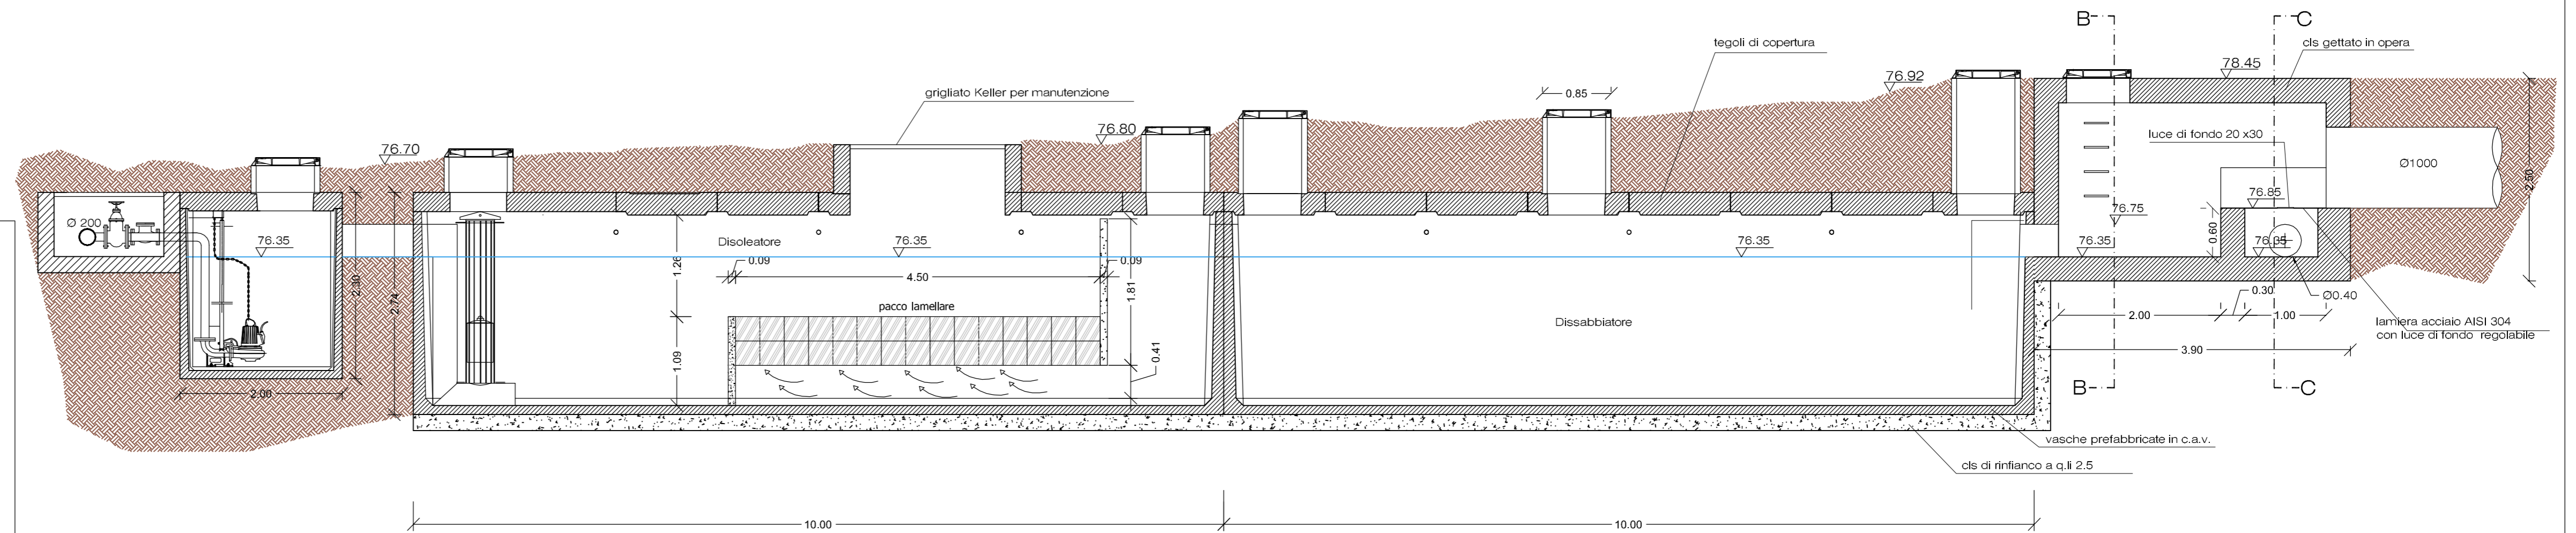 B
C
tegoli di copertura
cls gettato in opera
78.45
76.92
grigliato Keller per manutenzione
0.85
76.80
luce di fondo 20 x30
76.70
Ø1000
2.50
76.85
76.75
Ø 200
76.35
Disoleatore
76.35
76.35
76.35
76.35
0.60
1.26
0.09
4.50
0.09
1.81
2.30
2.74
pacco lamellare
0.30
Ø0.40
2.00
1.00
Dissabbiatore
lamiera acciaio AISI 304
con luce di fondo regolabile
1.09
0.41
3.90
2.00
B
C
vasche prefabbricate in c.a.v.
cls di rinfianco a q.li 2.5
10.00
10.00